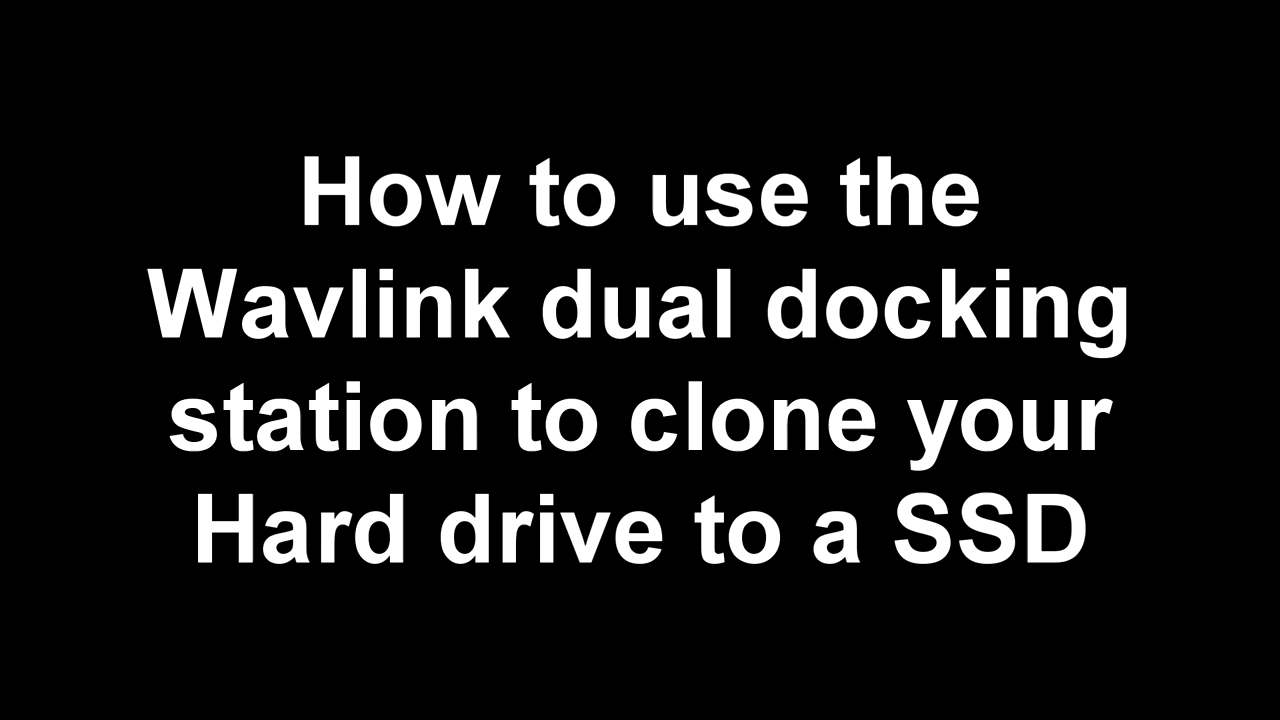 How to use the
Wavlink dual docking
station to clone your
Hard drive to a SSD